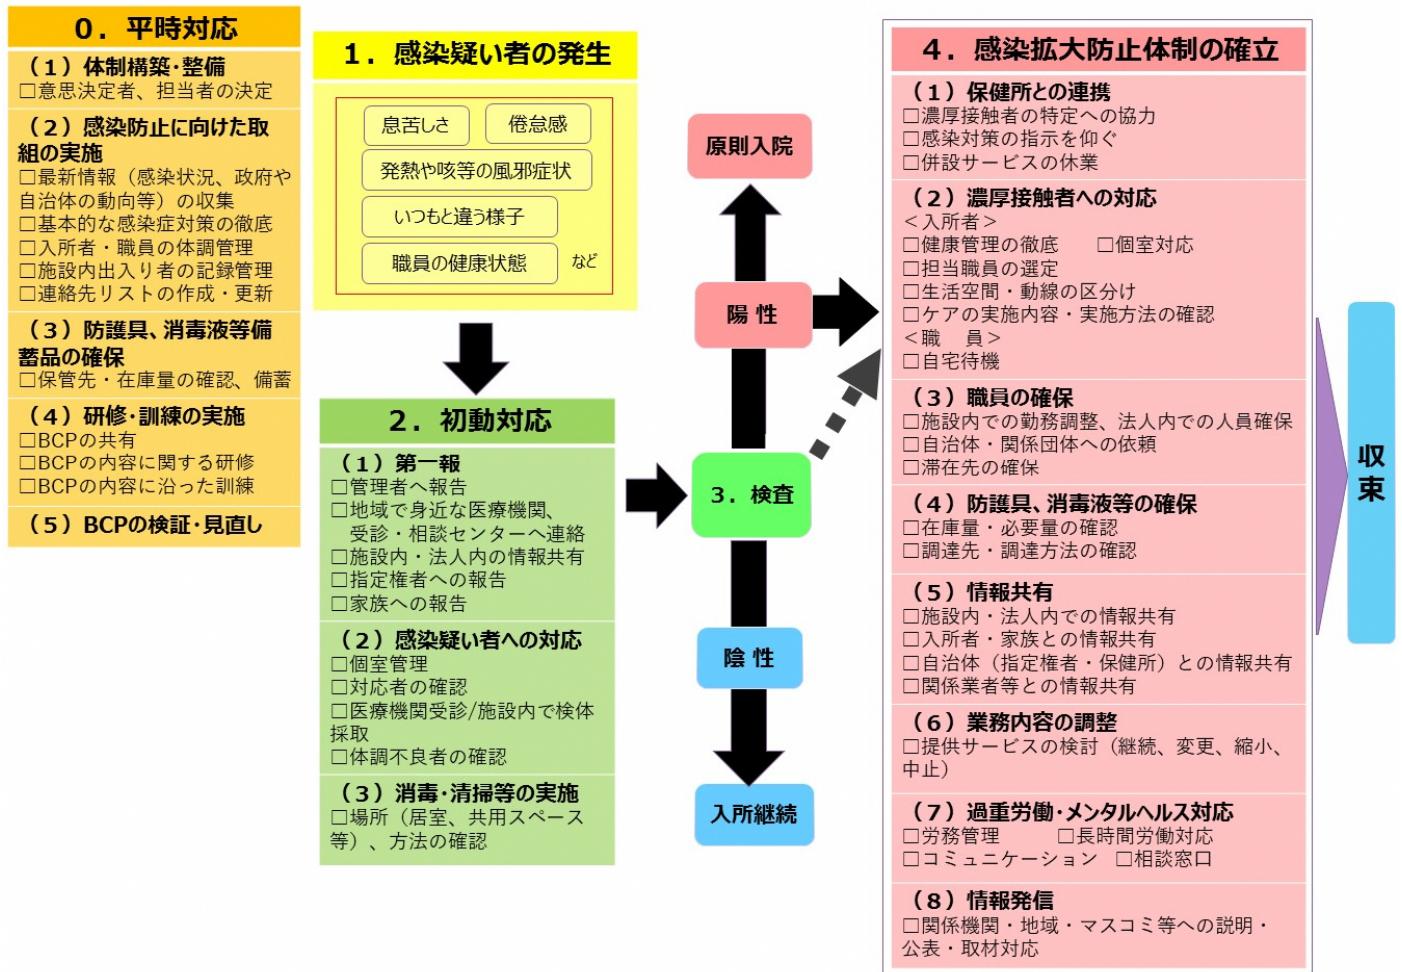 0．平時対応
（1）体制構築・整備
□意思決定者、担当者の決定
（2）感染防止に向けた取
組の実施
□最新情報（感染状況、政府や
自治体の動向等）の収集
□基本的な感染症対策の徹底
□入所者・職員の体調管理
□施設内出入り者の記録管理
□連絡先リストの作成・更新
（3）防護具、消毒液等備
蓄品の確保
□保管先・在庫量の確認、備蓄
（4）研修・訓練の実施
□BCPの共有
□BCPの内容に関する研修
□BCPの内容に沿った訓練
（5）BCPの検証・見直し
1．感染疑い者の発生
息苦しさ
倦怠感
発熱や咳等の風邪症状
いつもと違う様子
職員の健康状態
など
2．初動対応
（1）第一報
□管理者へ報告
□地域で身近な医療機関、
受診・相談センターへ連絡
□施設内・法人内の情報共有
□指定権者への報告
□家族への報告
（2）感染疑い者への対応
□個室管理
□対応者の確認
□医療機関受診/施設内で検体
採取
□体調不良者の確認
（3）消毒・清掃等の実施
□場所（居室、共用スペース
等）、方法の確認
原則入院
陽 性
3．検査
陰 性
入所継続
4．感染拡大防止体制の確立
（1）保健所との連携
□濃厚接触者の特定への協力
□感染対策の指示を仰ぐ
□併設サービスの休業
（2）濃厚接触者への対応
＜入所者＞
□健康管理の徹底　　□個室対応
□担当職員の選定
□生活空間・動線の区分け
□ケアの実施内容・実施方法の確認
＜職　員＞
□自宅待機
（3）職員の確保
□施設内での勤務調整、法人内での人員確保
□自治体・関係団体への依頼
□滞在先の確保
（4）防護具、消毒液等の確保
□在庫量・必要量の確認
□調達先・調達方法の確認
（5）情報共有
□施設内・法人内での情報共有
□入所者・家族との情報共有
□自治体（指定権者・保健所）との情報共有
□関係業者等との情報共有
（6）業務内容の調整
□提供サービスの検討（継続、変更、縮小、
中止）
（7）過重労働・メンタルヘルス対応
□労務管理　　　□長時間労働対応
□コミュニケーション　□相談窓口
（8）情報発信
□関係機関・地域・マスコミ等への説明・
公表・取材対応
収束